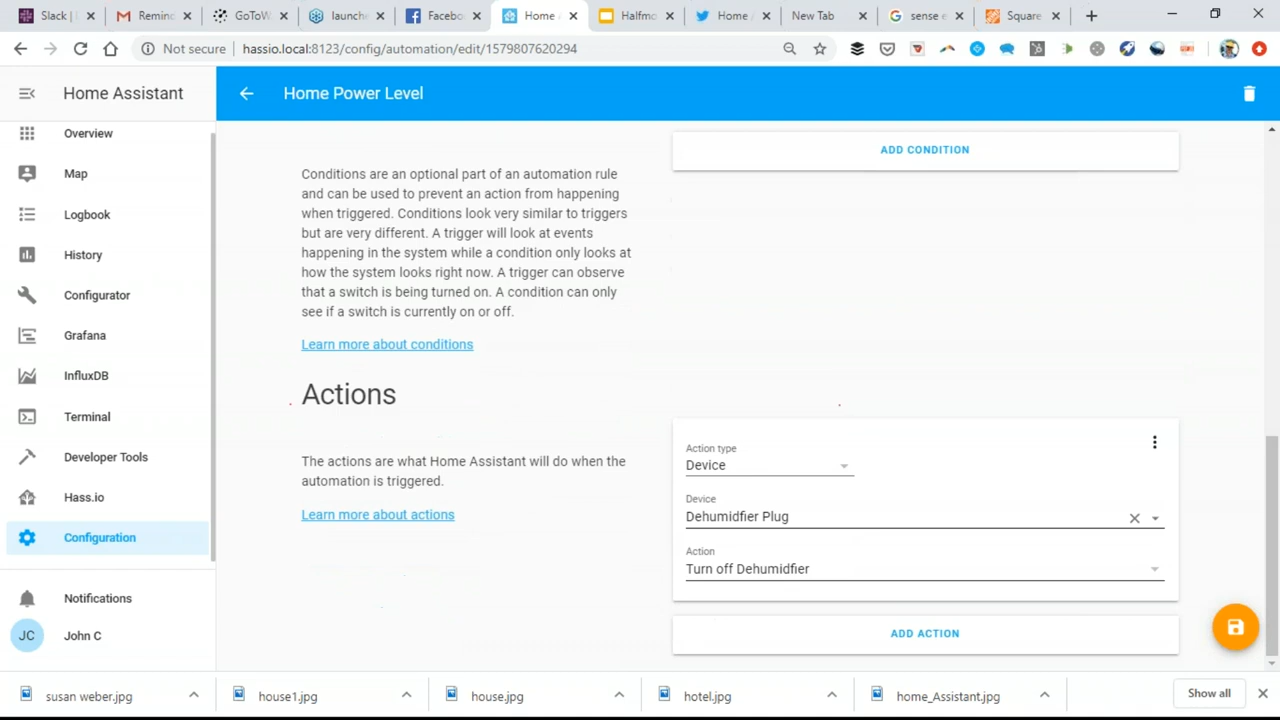 Slack |
Remind
GoToW
launche
Facebo
Home -
Halfmo
Home /
New Tab
sense e
Square
Not secure
hassio.local:8123/config/automation/edit/1579807620294
Home Assistant
Home Power Level
Overview
Map
Logbook
History
Configurator
Grafana
InfluxDB
Terminal
Developer Tools
Hass.io
Configuration
Notifications
JC
John C
ADD CONDITION
Conditions are an optional part of an automation rule
and can be used to prevent an action from happening
when triggered. Conditions look very similar to triggers
but are very different. A trigger will look at events
happening in the system while a condition only looks at
how the system looks right now. A trigger can observe
that a switch is being turned on. A condition can only
see if a switch is currently on or off.
Learn more about conditions
Actions
The actions are what Home Assistant will do when the
automation is triggered.
Learn more about actions
Action type
Device
Device
Dehumidfier Plug
Action
Turn off Dehumidfier
ADD ACTION
susan weber.jpg
house1.jpg
house.jpg
hotel.jpg
home_Assistant.jpg
Show all